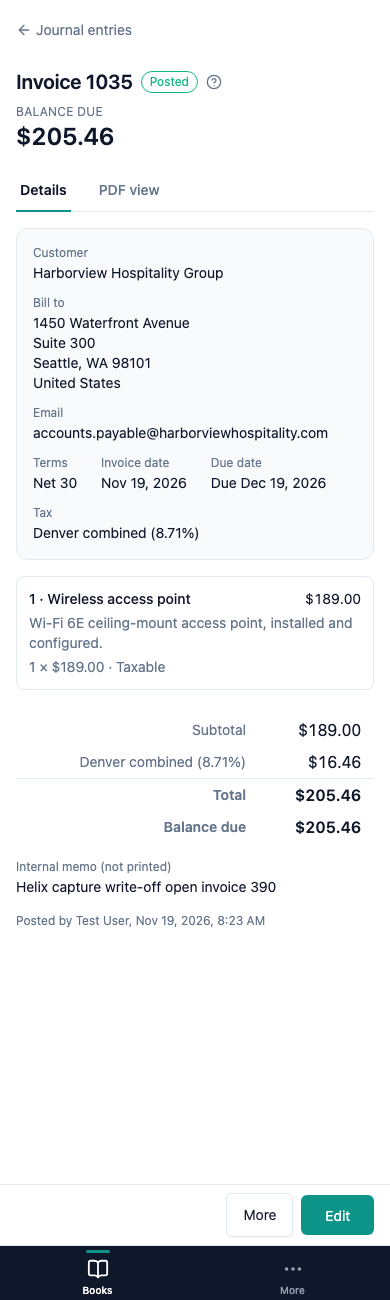 Journal entries
Invoice 1035 Posted
BALANCE DUE
$205.46
Details PDF view
Customer
Harborview Hospitality Group
Bill to
1450 Waterfront Avenue
Suite 300
Seattle, WA 98101
United States
Email
accounts.payable@harborviewhospitality.com
Terms Invoice date Due date
Net 30 Nov 19, 2026 Due Dec 19, 2026
Tax
Denver combined (8.71%)
1 · Wireless access point $189.00
Wi-Fi 6E ceiling-mount access point, installed and
configured.
1 × $189.00 · Taxable
Subtotal $189.00
Denver combined (8.71%) $16.46
Total $205.46
Balance due $205.46
Internal memo (not printed)
Helix capture write-off open invoice 390
Posted by Test User, Nov 19, 2026, 8:23 AM
More Edit
Books More